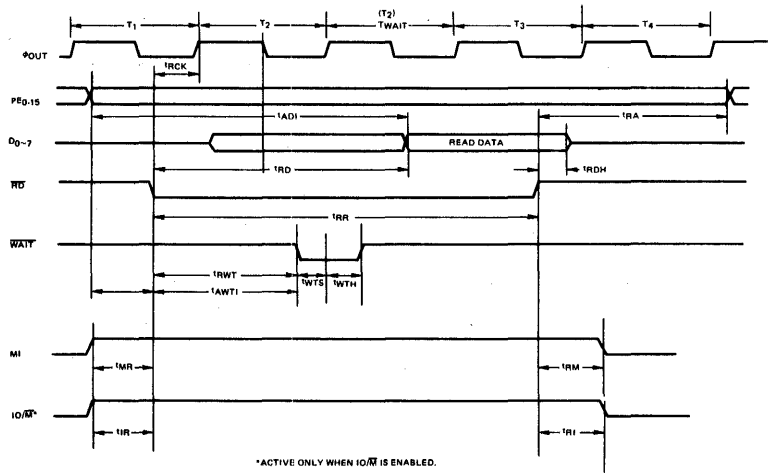 T1 T2 (T2) TWAIT T3 T4
φOUT
tRCK
PE0-15
tADI tRA
D0~7 READ DATA
tRD tRDH
RD
tRR
WAIT
tRWT tWTS tWTH
tAWTI
MI
tMR tRM
IO/M*
tIR tRI
*ACTIVE ONLY WHEN IO/M IS ENABLED.